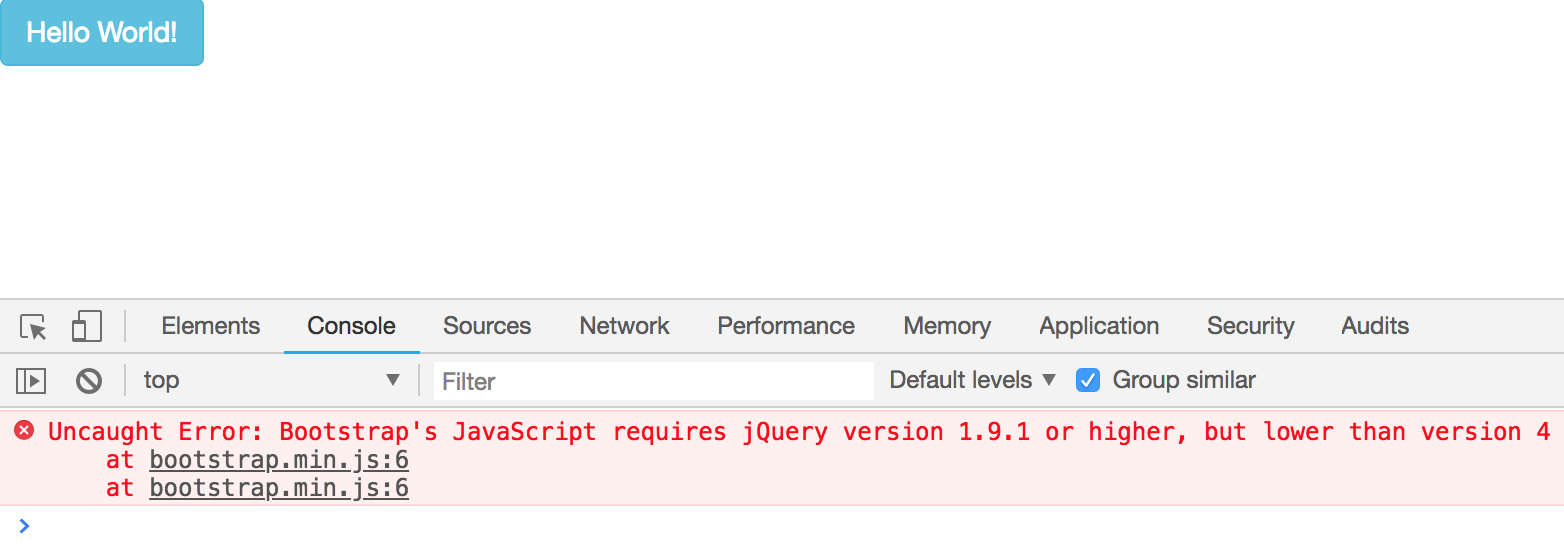 Hello World!
Elements Console Sources Network Performance Memory Application Security Audits
top ▼ Filter Default levels ▼ Group similar
Uncaught Error: Bootstrap's JavaScript requires jQuery version 1.9.1 or higher, but lower than version 4
at bootstrap.min.js:6
at bootstrap.min.js:6